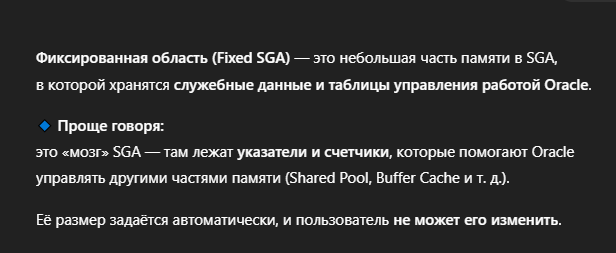 Фиксированная область (Fixed SGA) — это небольшая часть памяти в SGA,
в которой хранятся служебные данные и таблицы управления работой Oracle.
🔹 Проще говоря:
это «мозг» SGA — там лежат указатели и счетчики, которые помогают Oracle
управлять другими частями памяти (Shared Pool, Buffer Cache и т. д.).
Её размер задаётся автоматически, и пользователь не может его изменить.